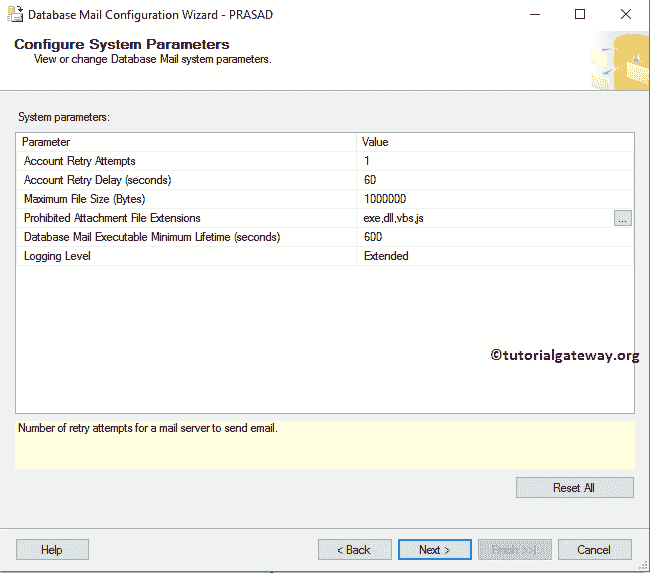 Database Mail Configuration Wizard - PRASAD
Configure System Parameters
View or change Database Mail system parameters.
System parameters:
Parameter Value
Account Retry Attempts 1
Account Retry Delay (seconds) 60
Maximum File Size (Bytes) 1000000
Prohibited Attachment File Extensions exe,dll,vbs,js ...
Database Mail Executable Minimum Lifetime (seconds) 600
Logging Level Extended
©tutorialgateway.org
Number of retry attempts for a mail server to send email.
Reset All
Help < Back Next > Finish >>| Cancel